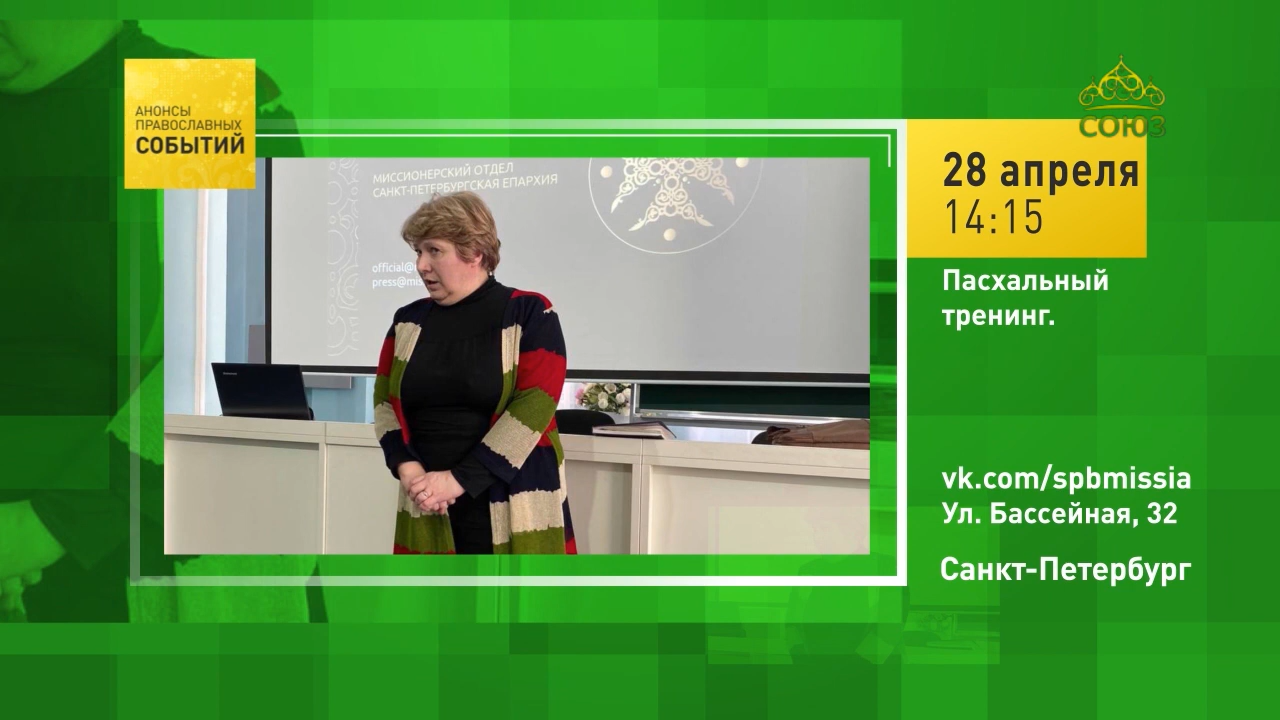 АНОНСЫ
ПРАВОСЛАВНЫХ
СОБЫТИЙ
СОЮЗ
МИССИОНЕРСКИЙ ОТДЕЛ
САНКТ-ПЕТЕРБУРГСКАЯ ЕПАРХИЯ
28 апреля
14:15
Пасхальный
тренинг.
vk.com/spbmissia
Ул. Бассейная, 32
Санкт-Петербург